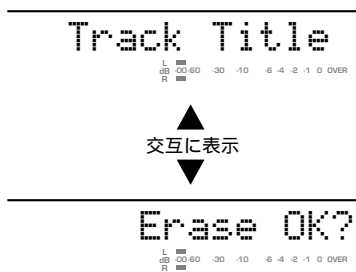 Track Title
L
dB -00-60 -30 -10 -6 -4 -2 -1 0 OVER
R
交互に表示
Erase OK?
L
dB -00-60 -30 -10 -6 -4 -2 -1 0 OVER
R